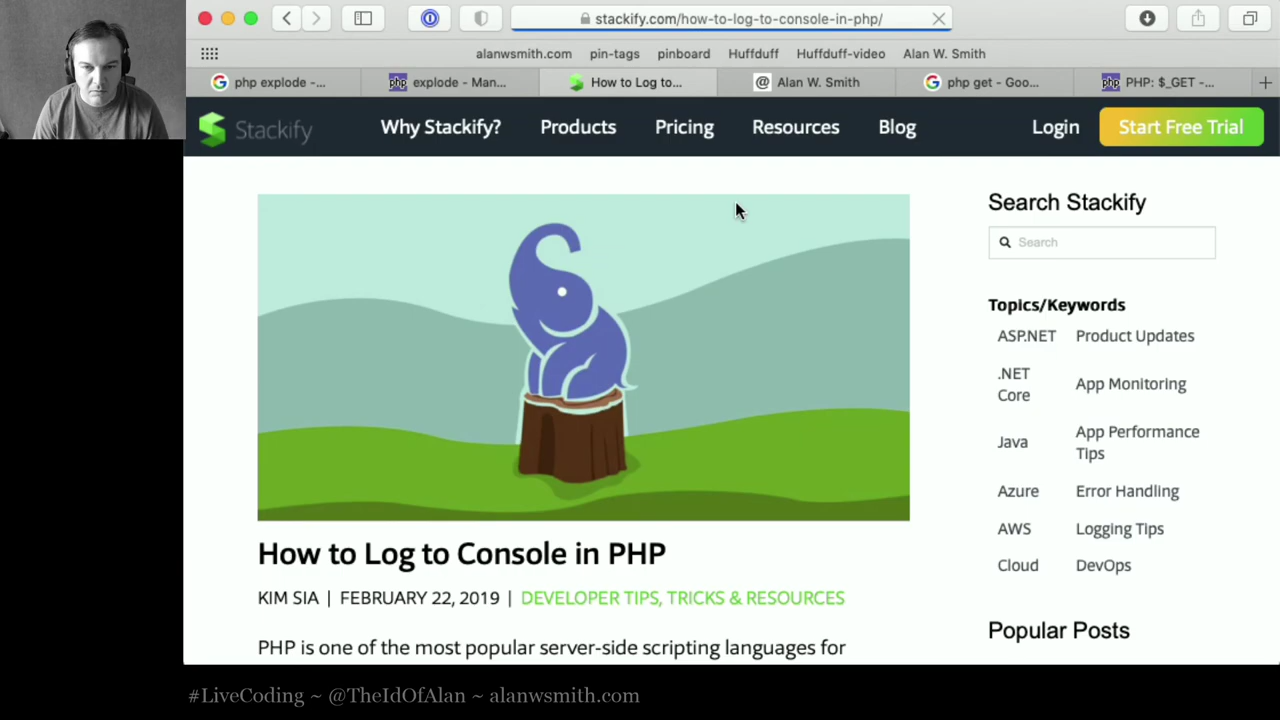 stackify.com/how-to-log-to-console-in-php/
alanwsmith.com pin-tags pinboard Huffduff Huffduff-video Alan W. Smith
php explode -... explode - Man... How to Log to... Alan W. Smith php get - Goo... PHP: $_GET -...
Stackify Why Stackify? Products Pricing Resources Blog Login Start Free Trial
Search Stackify
Search
Topics/Keywords
ASP.NET Product Updates
.NET Core App Monitoring
Java App Performance Tips
Azure Error Handling
AWS Logging Tips
Cloud DevOps
Popular Posts
How to Log to Console in PHP
KIM SIA | FEBRUARY 22, 2019 | DEVELOPER TIPS, TRICKS & RESOURCES
PHP is one of the most popular server-side scripting languages for
#LiveCoding ~ @TheIdOfAlan ~ alanwsmith.com